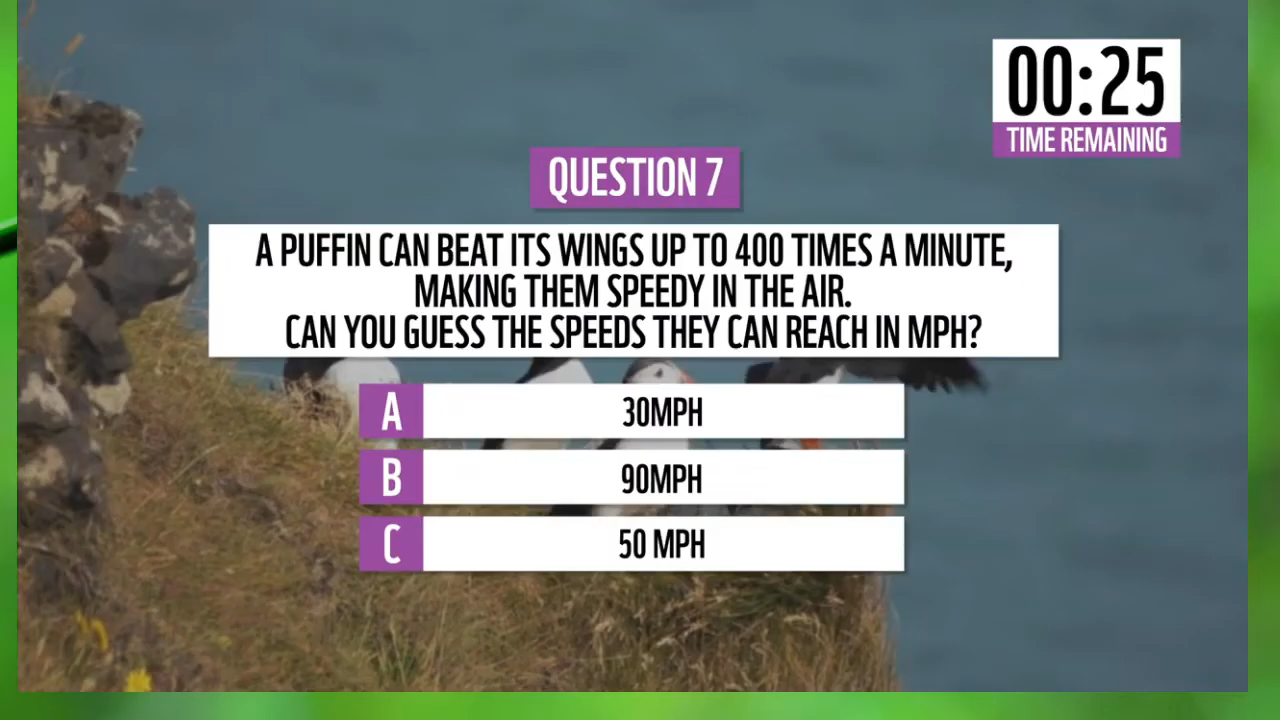 00:25
TIME REMAINING
QUESTION 7
A PUFFIN CAN BEAT ITS WINGS UP TO 400 TIMES A MINUTE,
MAKING THEM SPEEDY IN THE AIR.
CAN YOU GUESS THE SPEEDS THEY CAN REACH IN MPH?
A 30MPH
B 90MPH
C 50 MPH